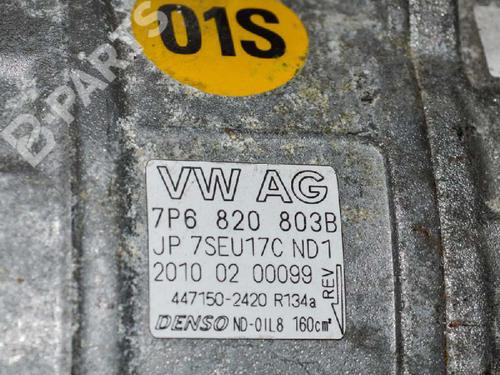 01S
B-PARTS
VW AG
7P6 820 803B
JP 7SEU17C ND1
2010 02 00099
REV
447150-2420 R134a
DENSO ND-OIL8 160cm³